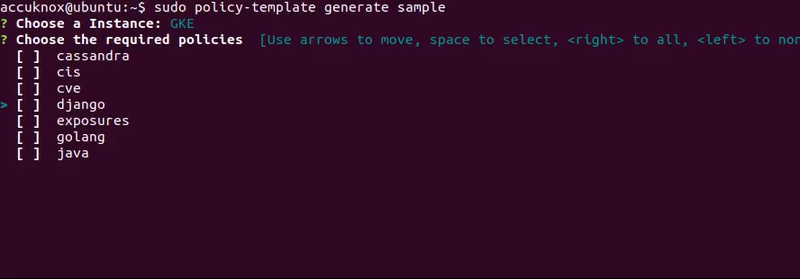 accuknox@ubuntu:~$ sudo policy-template generate sample
? Choose a Instance: GKE
? Choose the required policies  [Use arrows to move, space to select, <right> to all, <left> to non
  [ ]  cassandra
  [ ]  cis
  [ ]  cve
> [ ]  django
  [ ]  exposures
  [ ]  golang
  [ ]  java